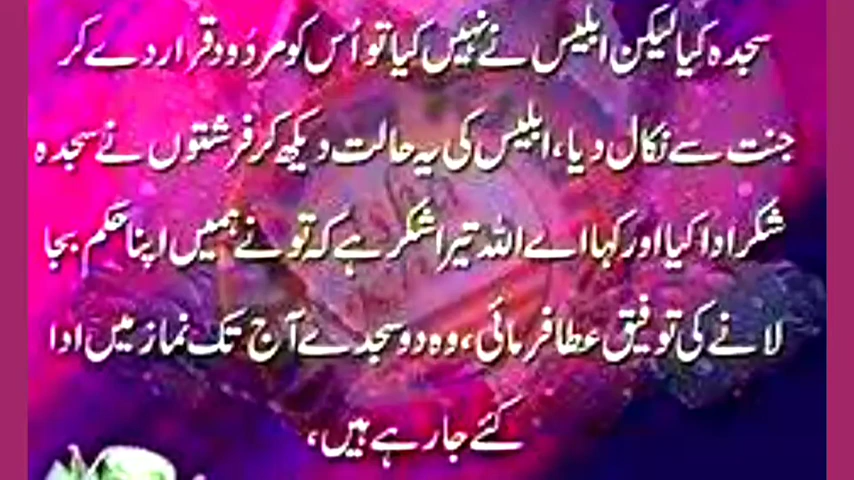 سجدہ کیا لیکن ابلیس نے نہیں کیا تو اُس کو مردود قرار دے کر
جنت سے نکال دیا، ابلیس کی یہ حالت دیکھ کر فرشتوں نے سجدہ
شکر ادا کیا اور کہا اے اللہ تیرا شکر ہے کہ تو نے ہمیں اپنا حکم بجا
لانے کی توفیق عطا فرمائی، وہ دو سجدے آج تک نماز میں ادا
کئے جا رہے ہیں،